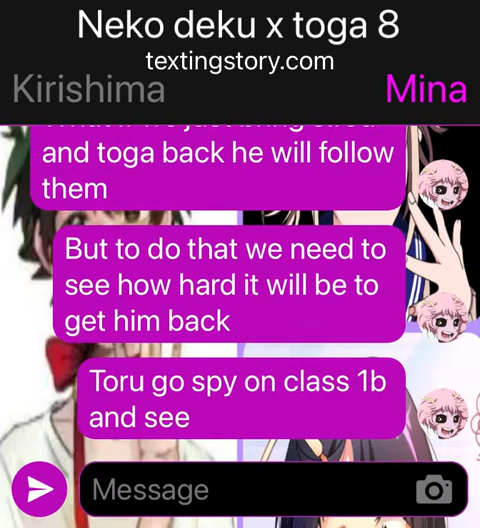 Neko deku x toga 8
textingstory.com
Kirishima Mina
and toga back he will follow
them
But to do that we need to
see how hard it will be to
get him back
Toru go spy on class 1b
and see
Message